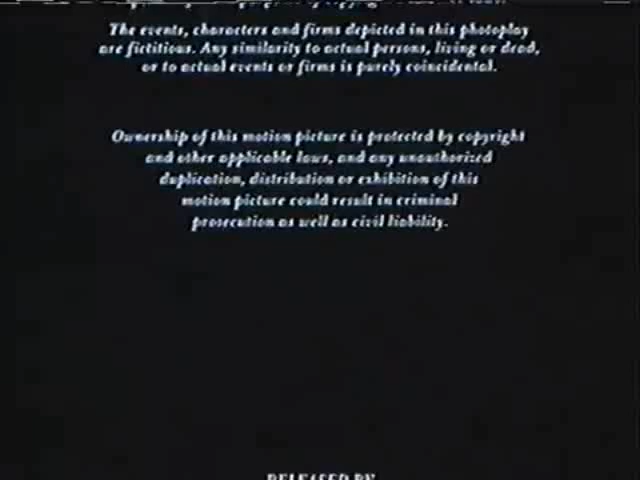 The events, characters and firms depicted in this photoplay
are fictitious. Any similarity to actual persons, living or dead,
or to actual events or firms is purely coincidental.
Ownership of this motion picture is protected by copyright
and other applicable laws, and any unauthorized
duplication, distribution or exhibition of this
motion picture could result in criminal
prosecution as well as civil liability.
RELEASED BY